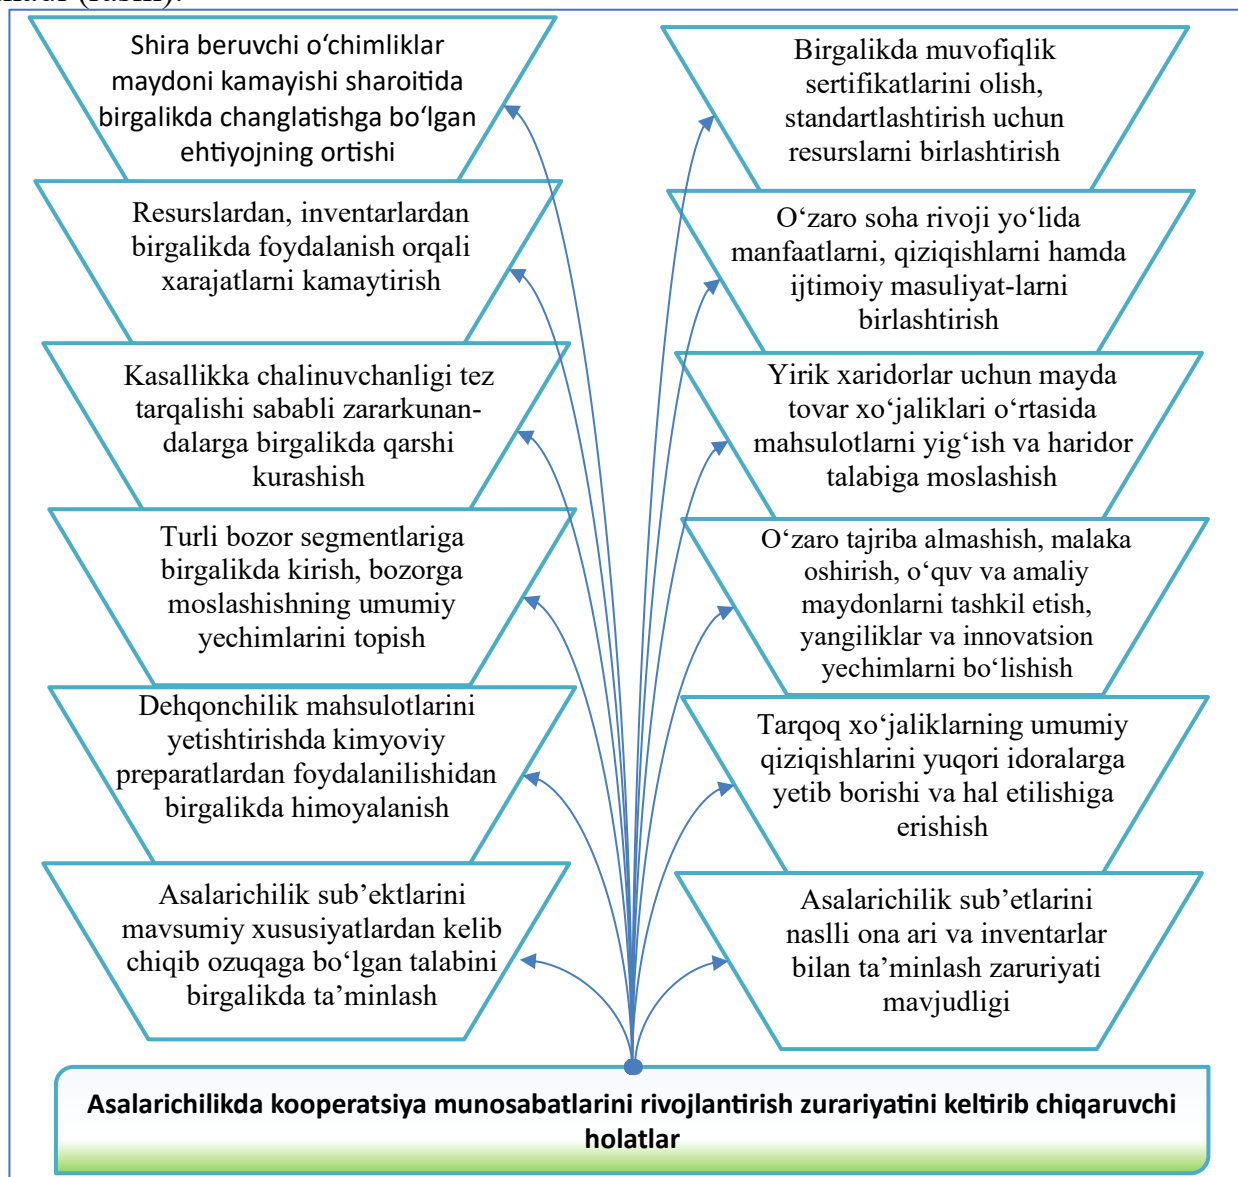 Shira beruvchi o‘chimliklar
maydoni kamayishi sharoitida
birgalikda changlatishga bo‘lgan
ehtiyojning ortishi
Resurslardan, inventarlardan
birgalikda foydalanish orqali
xarajatlarni kamaytirish
Kasallikka chalinuvchanligi tez
tarqalishi sababli zararkunan-
dalarga birgalikda qarshi
kurashish
Turli bozor segmentlariga
birgalikda kirish, bozorga
moslashishning umumiy
yechimlarini topish
Dehqonchilik mahsulotlarini
yetishtirishda kimyoviy
preparatlardan foydalanilishidan
birgalikda himoyalanish
Asalarichilik sub’ektlarini
mavsumiy xususiyatlardan kelib
chiqib ozuqaga bo‘lgan talabini
birgalikda ta’minlash
Birgalikda muvofiqlik
sertifikatlarini olish,
standartlashtirish uchun
resurslarni birlashtirish
O‘zaro soha rivoji yo‘lida
manfaatlarni, qiziqishlarni hamda
ijtimoiy masuliyat-larni
birlashtirish
Yirik xaridorlar uchun mayda
tovar xo‘jaliklari o‘rtasida
mahsulotlarni yig‘ish va haridor
talabiga moslashish
O‘zaro tajriba almashish, malaka
oshirish, o‘quv va amaliy
maydonlarni tashkil etish,
yangiliklar va innovatsion
yechimlarni bo‘lishish
Tarqoq xo‘jaliklarning umumiy
qiziqishlarini yuqori idoralarga
yetib borishi va hal etilishiga
erishish
Asalarichilik sub’etlarini
naslli ona ari va inventarlar
bilan ta’minlash zaruriyati
mavjudligi
Asalarichilikda kooperatsiya munosabatlarini rivojlantirish zurariyatini keltirib chiqaruvchi
holatlar